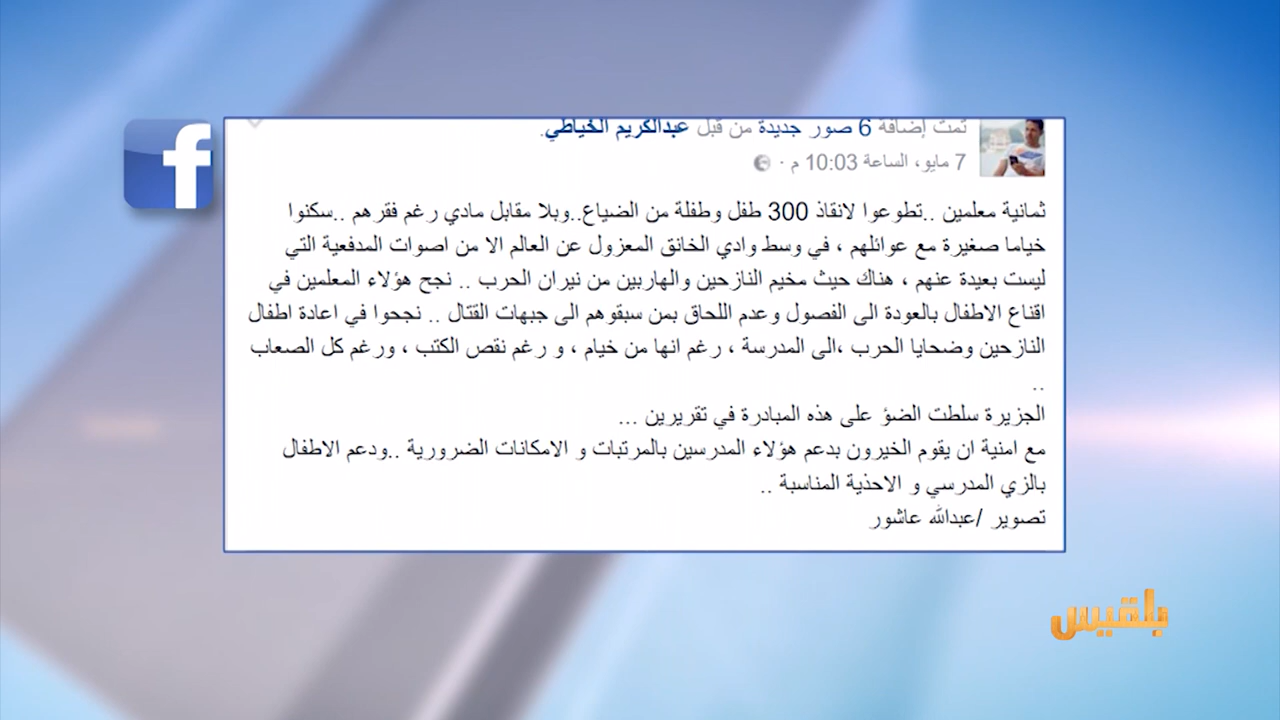 تمت إضافة 6 صور جديدة من قبل عبدالكريم الخياطي.
7 مايو، الساعة 10:03 م ·
ثمانية معلمين ..تطوعوا لانقاذ 300 طفل وطفلة من الضياع..وبلا مقابل مادي رغم فقرهم ..سكنوا
خياما صغيرة مع عوائلهم ، في وسط وادي الخانق المعزول عن العالم الا من اصوات المدفعية التي
ليست بعيدة عنهم ، هناك حيث مخيم النازحين والهاربين من نيران الحرب .. نجح هؤلاء المعلمين في
اقناع الاطفال بالعودة الى الفصول وعدم اللحاق بمن سبقوهم الى جبهات القتال .. نجحوا في اعادة اطفال
النازحين وضحايا الحرب ،الى المدرسة ، رغم انها من خيام ، و رغم نقص الكتب ، ورغم كل الصعاب
..
الجزيرة سلطت الضؤ على هذه المبادرة في تقريرين ...
مع امنية ان يقوم الخيرون بدعم هؤلاء المدرسين بالمرتبات و الامكانات الضرورية ..ودعم الاطفال
بالزي المدرسي و الاحذية المناسبة ..
تصوير /عبدالله عاشور
f
بلقيس